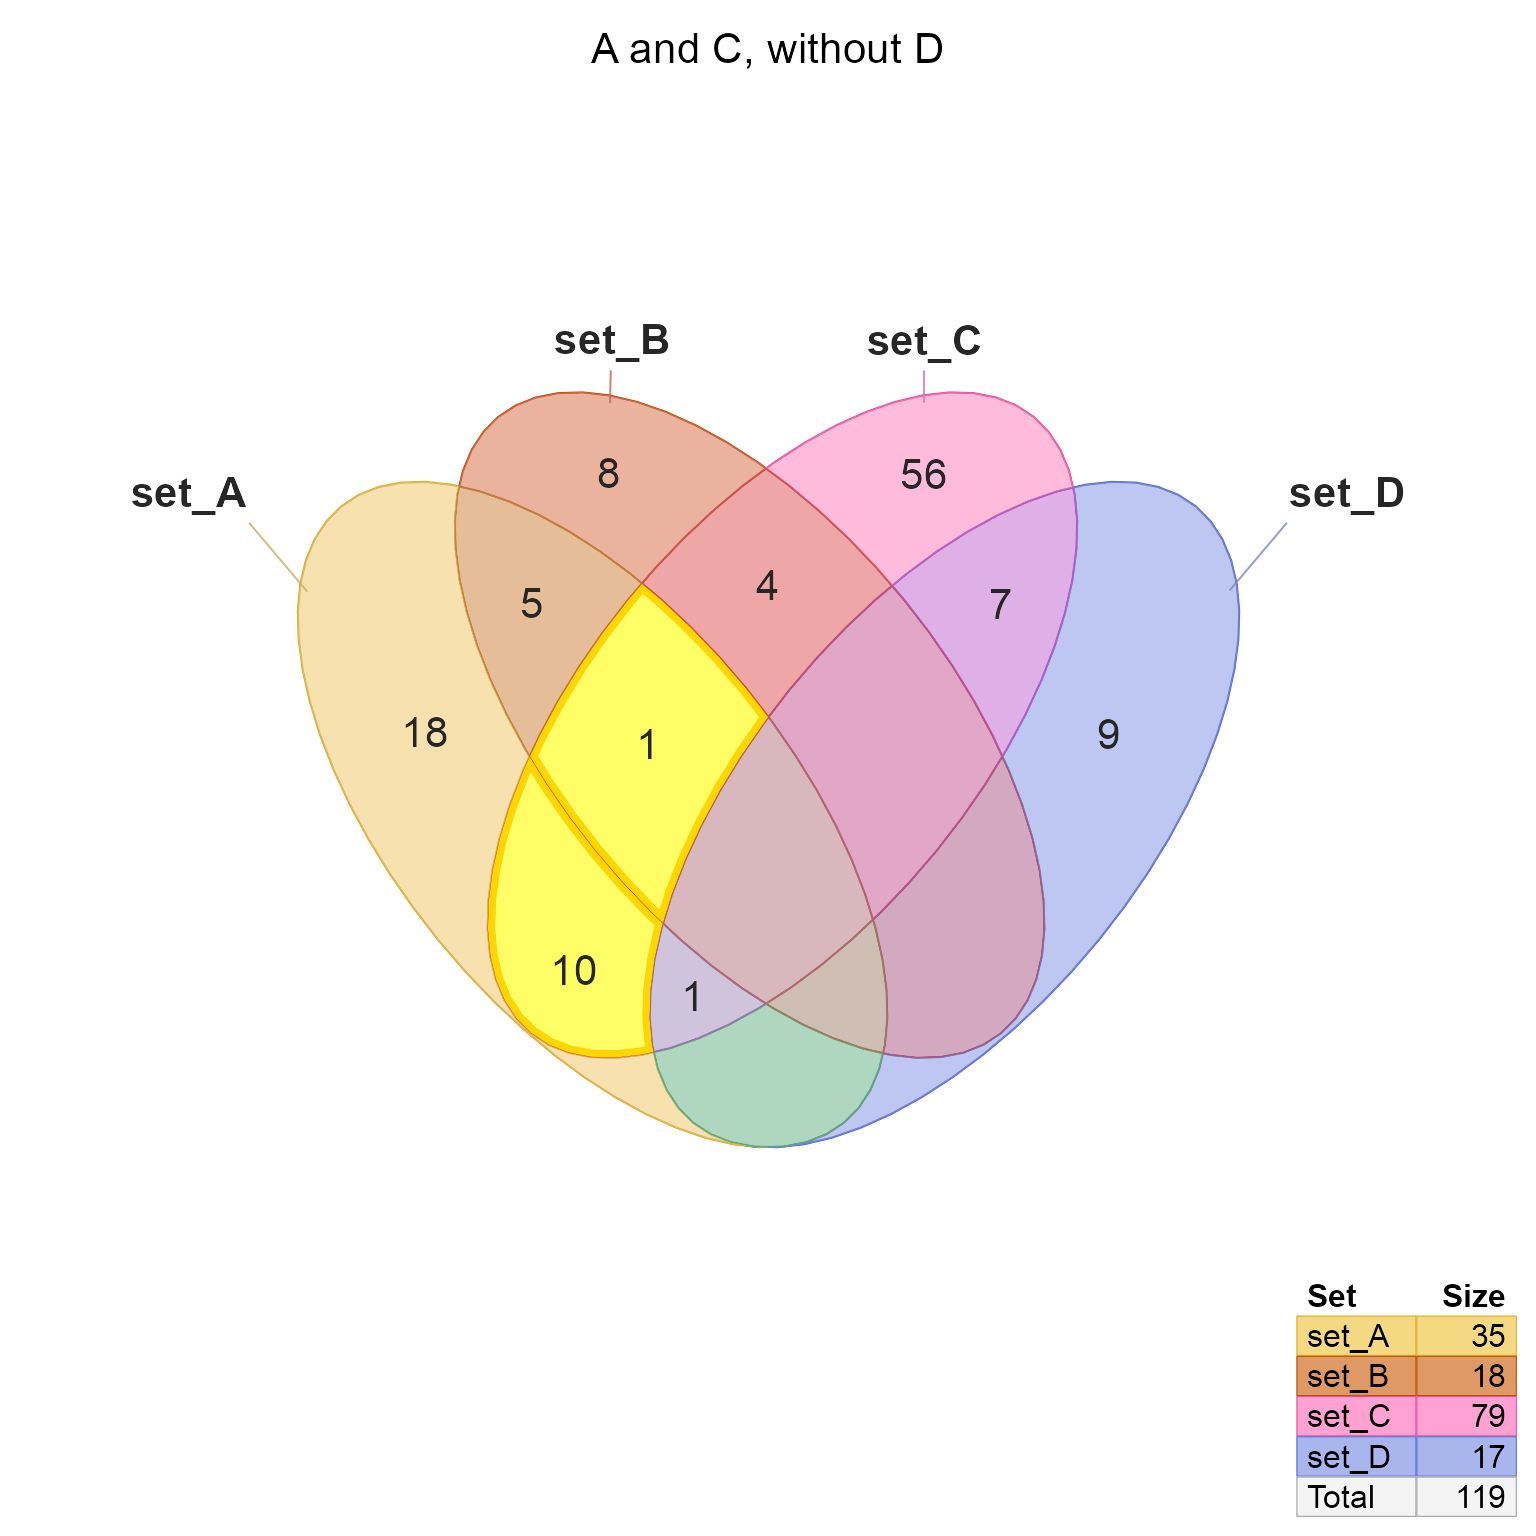 A and C, without D
set_B
set_C
set_A
set_D
8
56
5
4
7
18
1
9
10
1
Set Size
set_A 35
set_B 18
set_C 79
set_D 17
Total 119